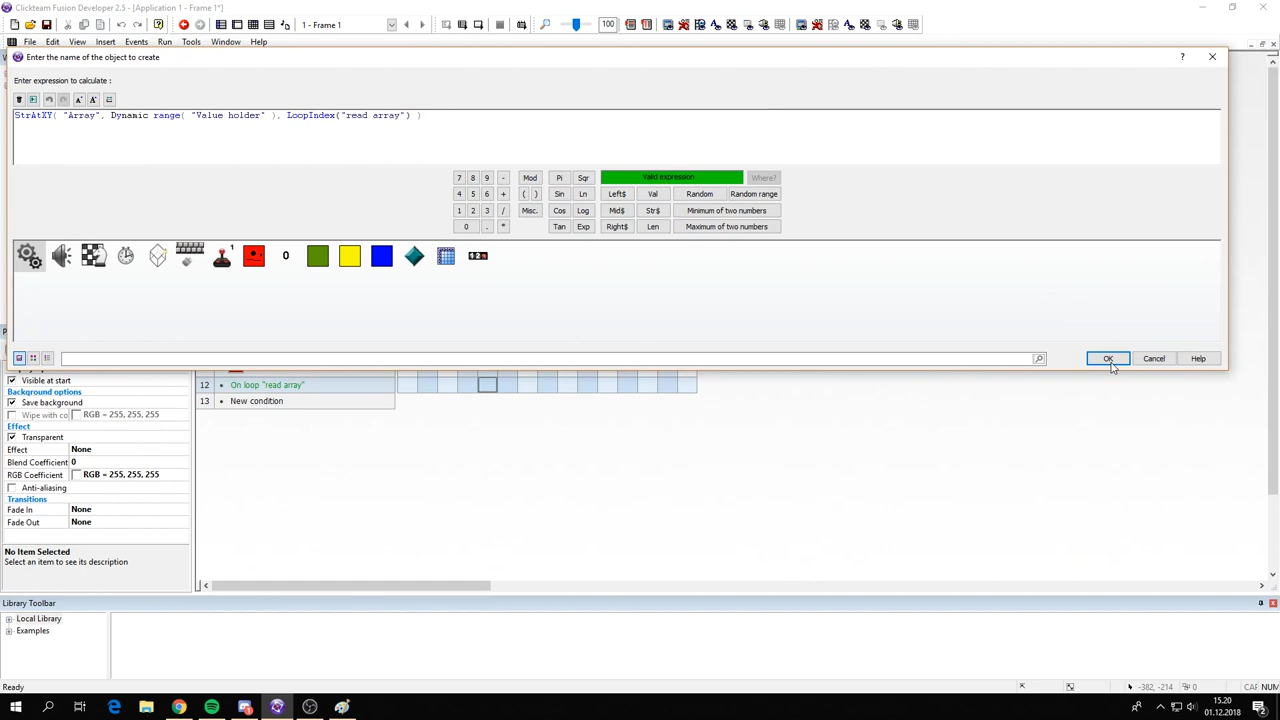 Clickteam Fusion Developer 2.5 - [Application 1 - Frame 1]
1 - Frame 1
100
File Edit View Insert Events Run Tools Window Help
Enter the name of the object to create
Enter expression to calculate :
StrAtXY( "Array", Dynamic range( "Value holder" ), LoopIndex("read array") )
7 8 9 - Mod Pi Sqr Valid expression Where?
4 5 6 + ( ) Sin Ln Left$ Val Random Random range
1 2 3 / Misc. Cos Log Mid$ Str$ Minimum of two numbers
0 . * Tan Exp Right$ Len Maximum of two numbers
1
0
OK Cancel Help
Visible at start
Background options
Save background
Wipe with co RGB = 255, 255, 255
Effect
Transparent
Effect None
Blend Coefficient 0
RGB Coefficient RGB = 255, 255, 255
Anti-aliasing
Transitions
Fade In None
Fade Out None
No Item Selected
Select an item to see its description
12 On loop "read array"
13 New condition
Library Toolbar
Local Library
Examples
Ready
-382, -214 0 CAP NUM
15.20
01.12.2018
2